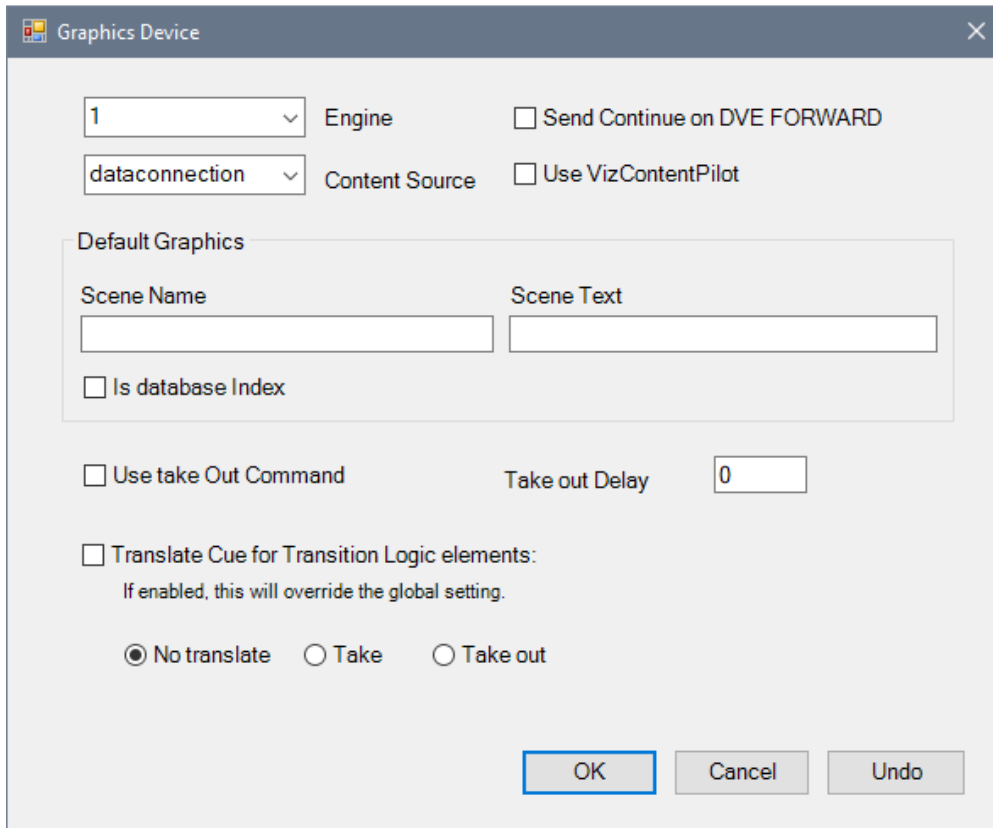 Graphics Device
1
Engine
Send Continue on DVE FORWARD
dataconnection
Content Source
Use VizContentPilot
Default Graphics
Scene Name
Scene Text
Is database Index
Use take Out Command
Take out Delay
0
Translate Cue for Transition Logic elements:
If enabled, this will override the global setting.
No translate
Take
Take out
OK
Cancel
Undo